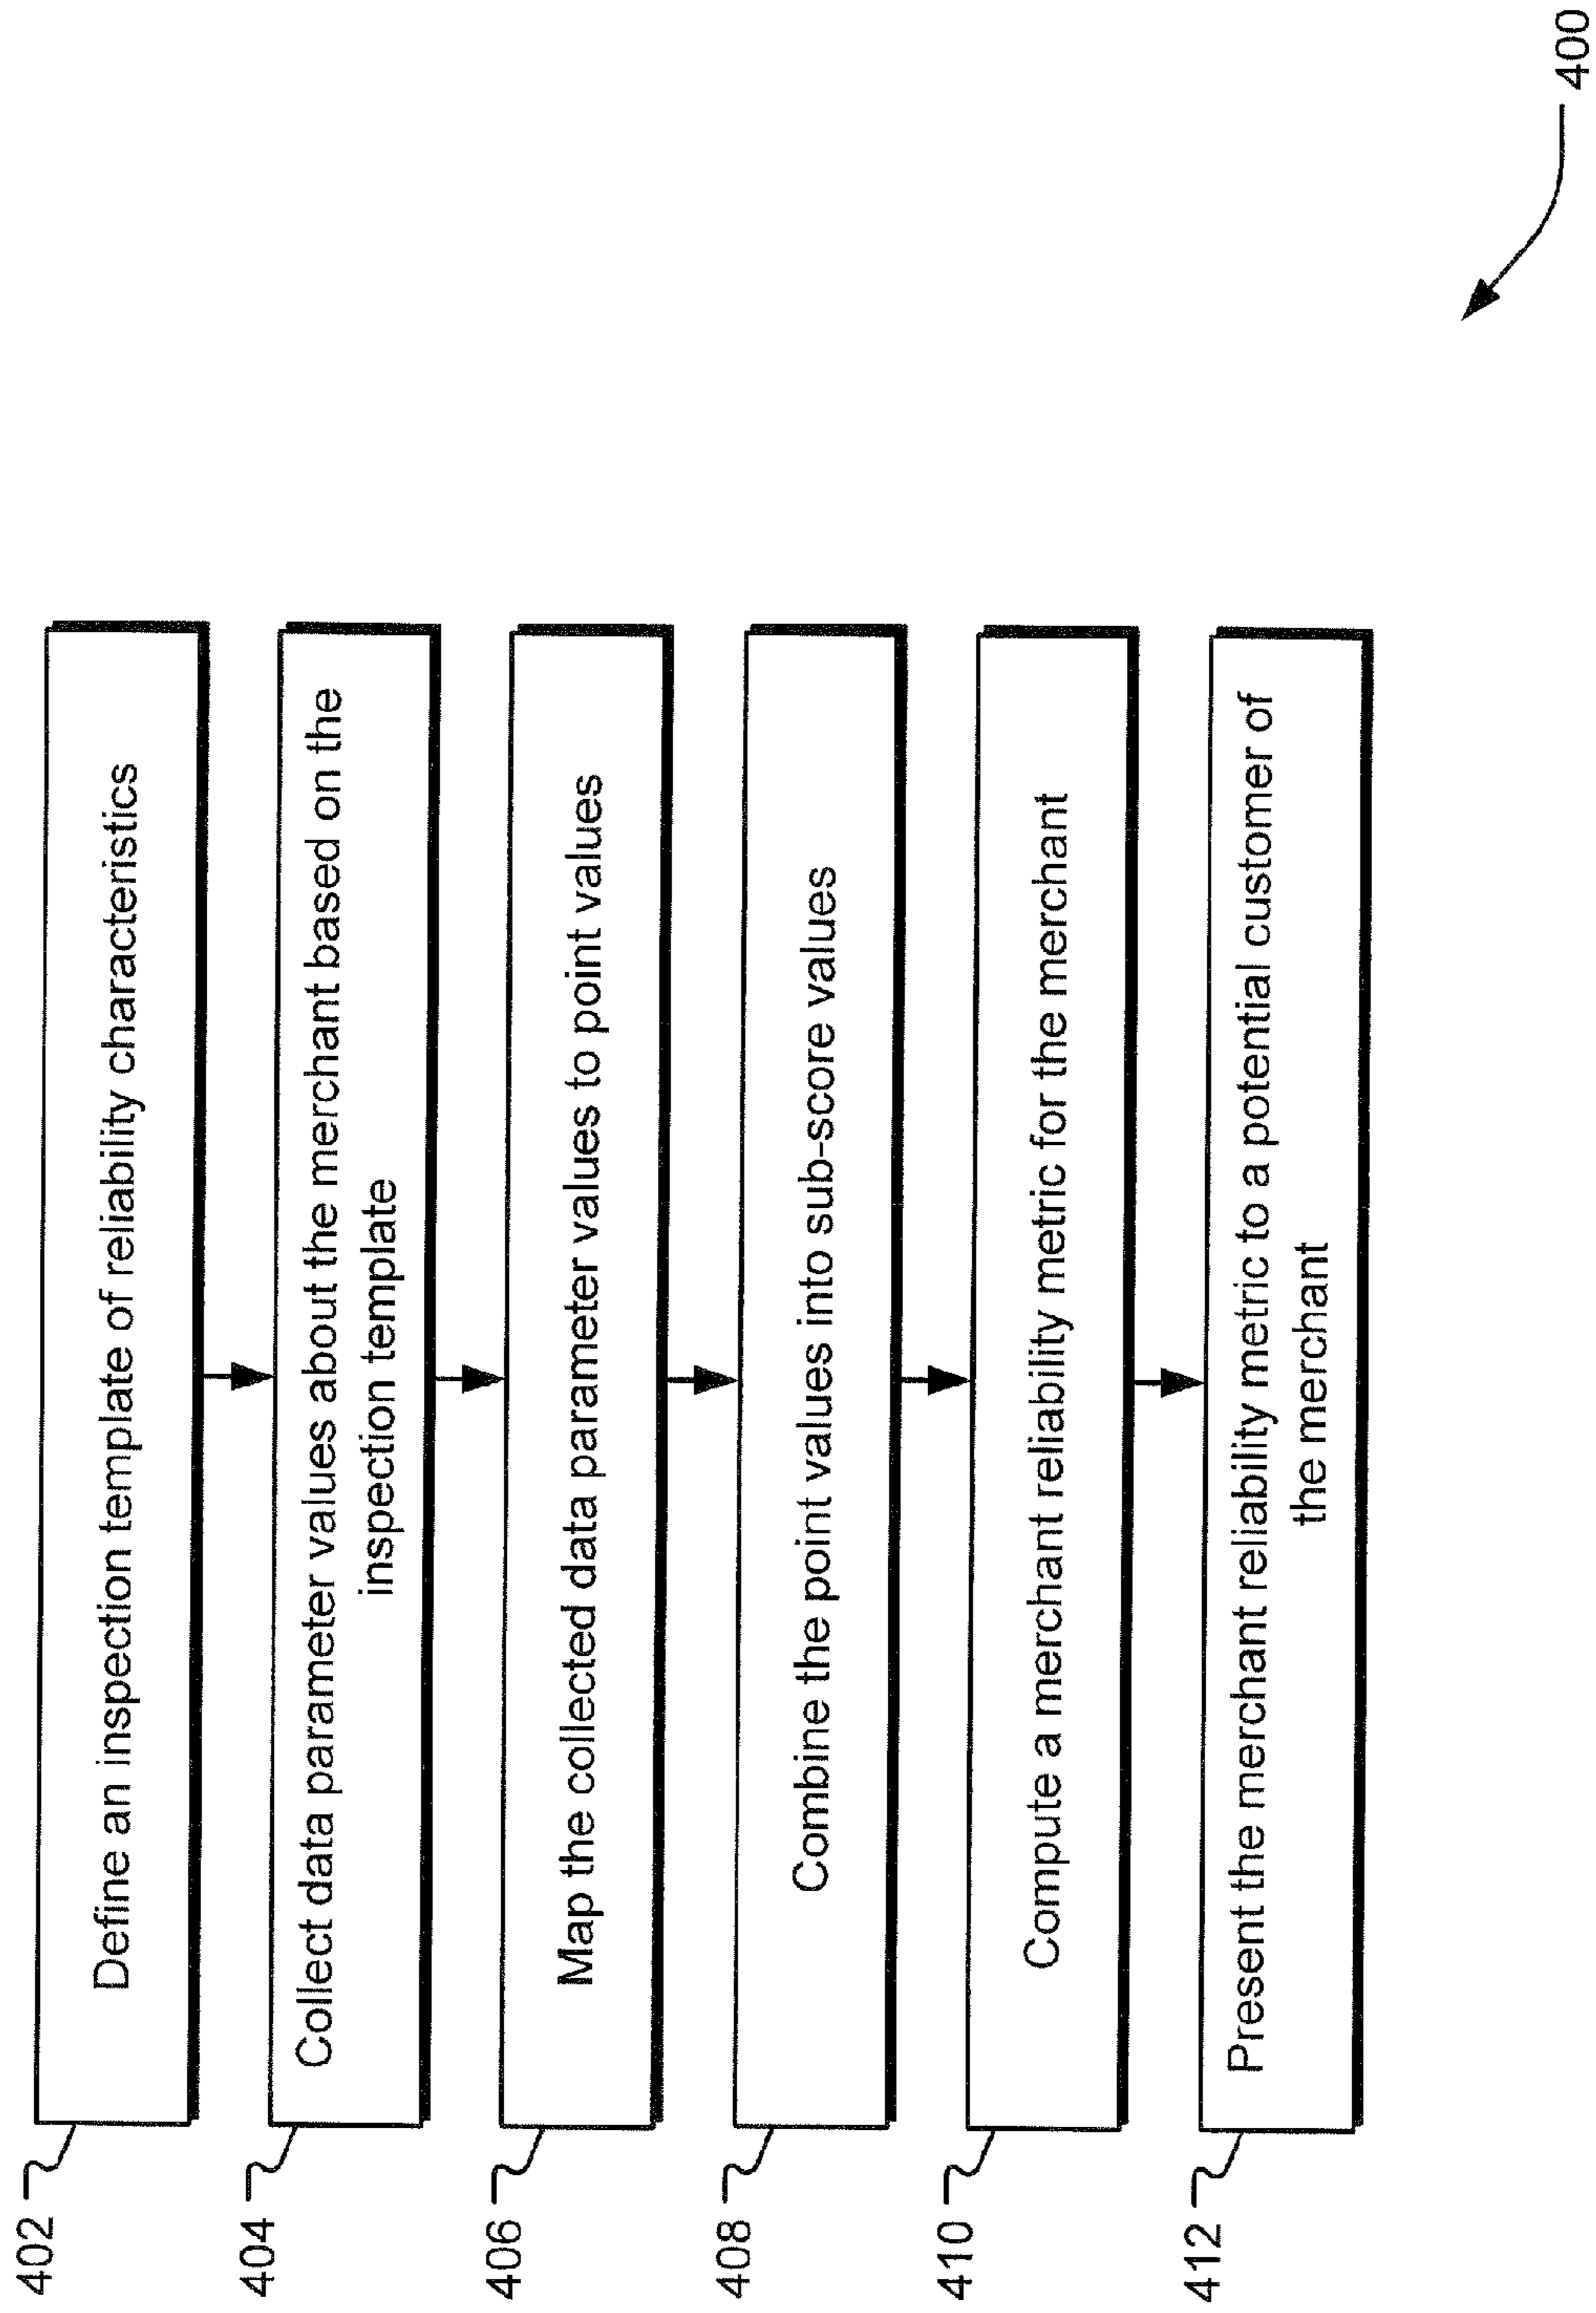 402
Define an inspection template of reliability characteristics
404
Collect data parameter values about the merchant based on the
inspection template
406
Map the collected data parameter values to point values
408
Combine the point values into sub-score values
410
Compute a merchant reliability metric for the merchant
412
Present the merchant reliability metric to a potential customer of
the merchant
400